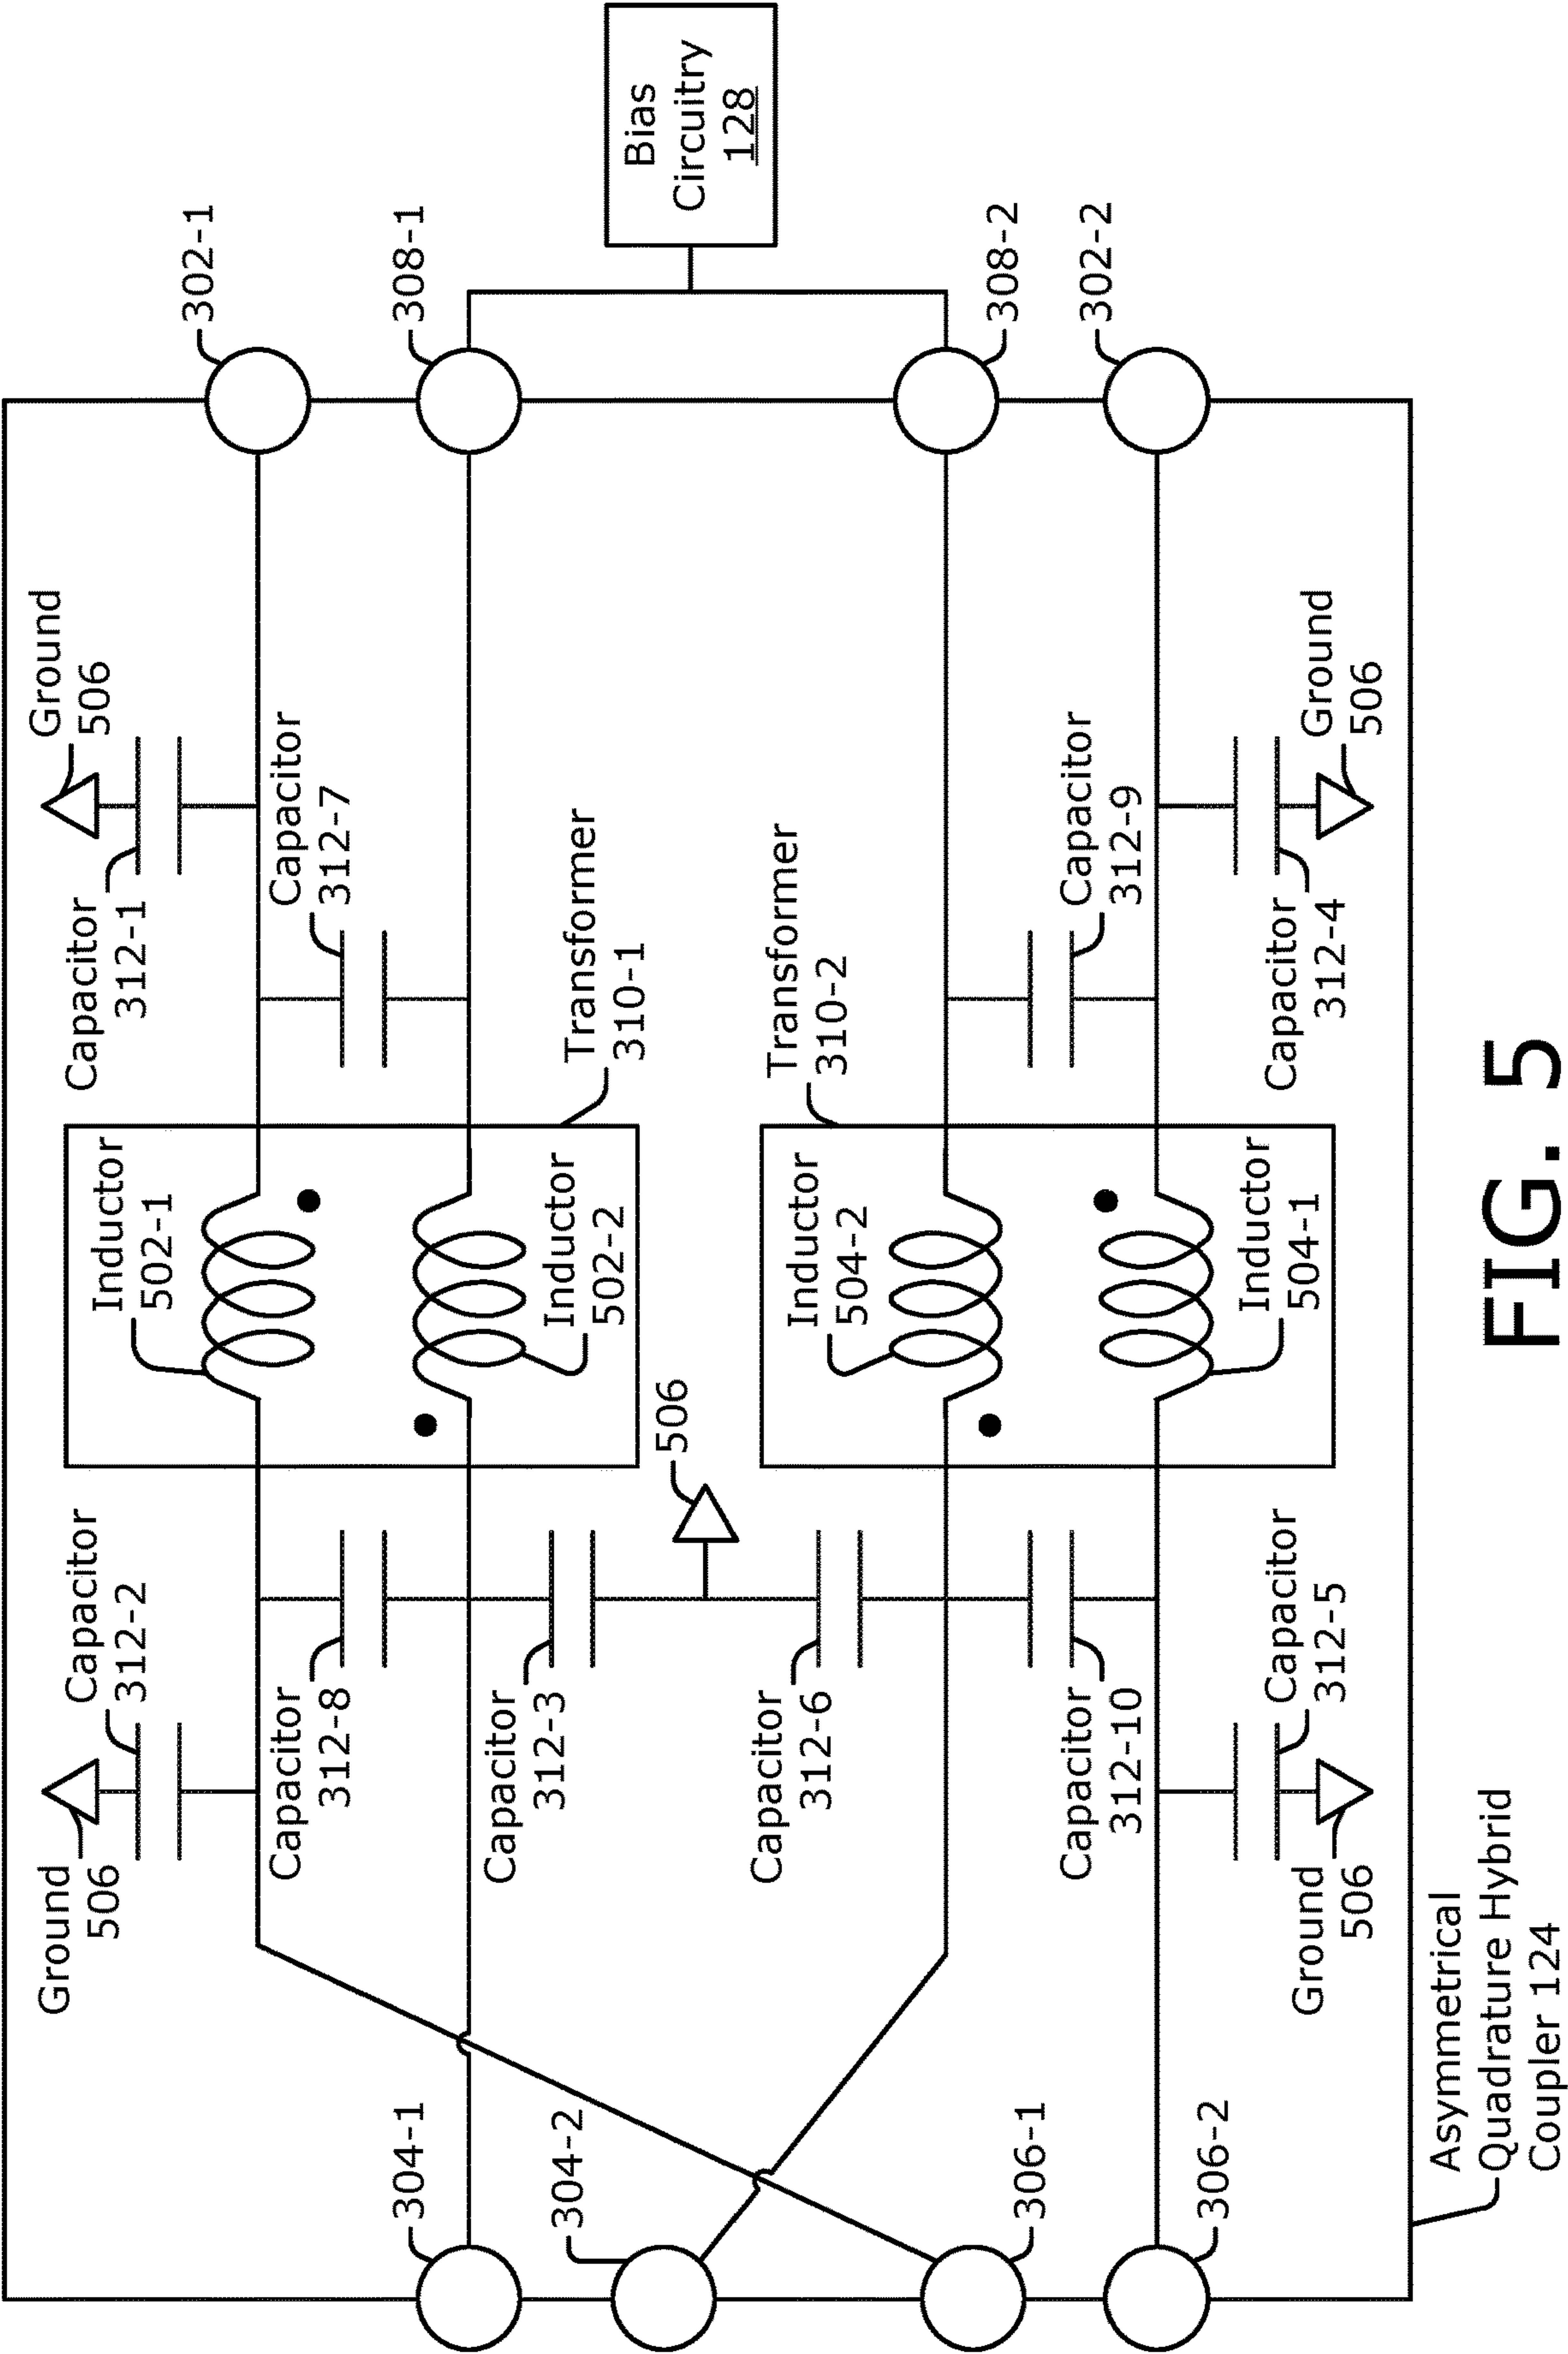 Ground
506
Capacitor
312-2
Inductor
502-1
Capacitor
312-1
Ground
506
302-1
Capacitor
312-8
Capacitor
312-7
304-1
308-1
Capacitor
312-3
Inductor
502-2
304-2
Transformer
310-1
506
Bias
Circuitry
128
Capacitor
312-6
Transformer
310-2
Inductor
504-2
308-2
306-1
Capacitor
312-10
Capacitor
312-9
302-2
306-2
Inductor
504-1
Ground
506
Capacitor
312-5
Capacitor
312-4
Ground
506
Asymmetrical
Quadrature Hybrid
Coupler 124
FIG. 5